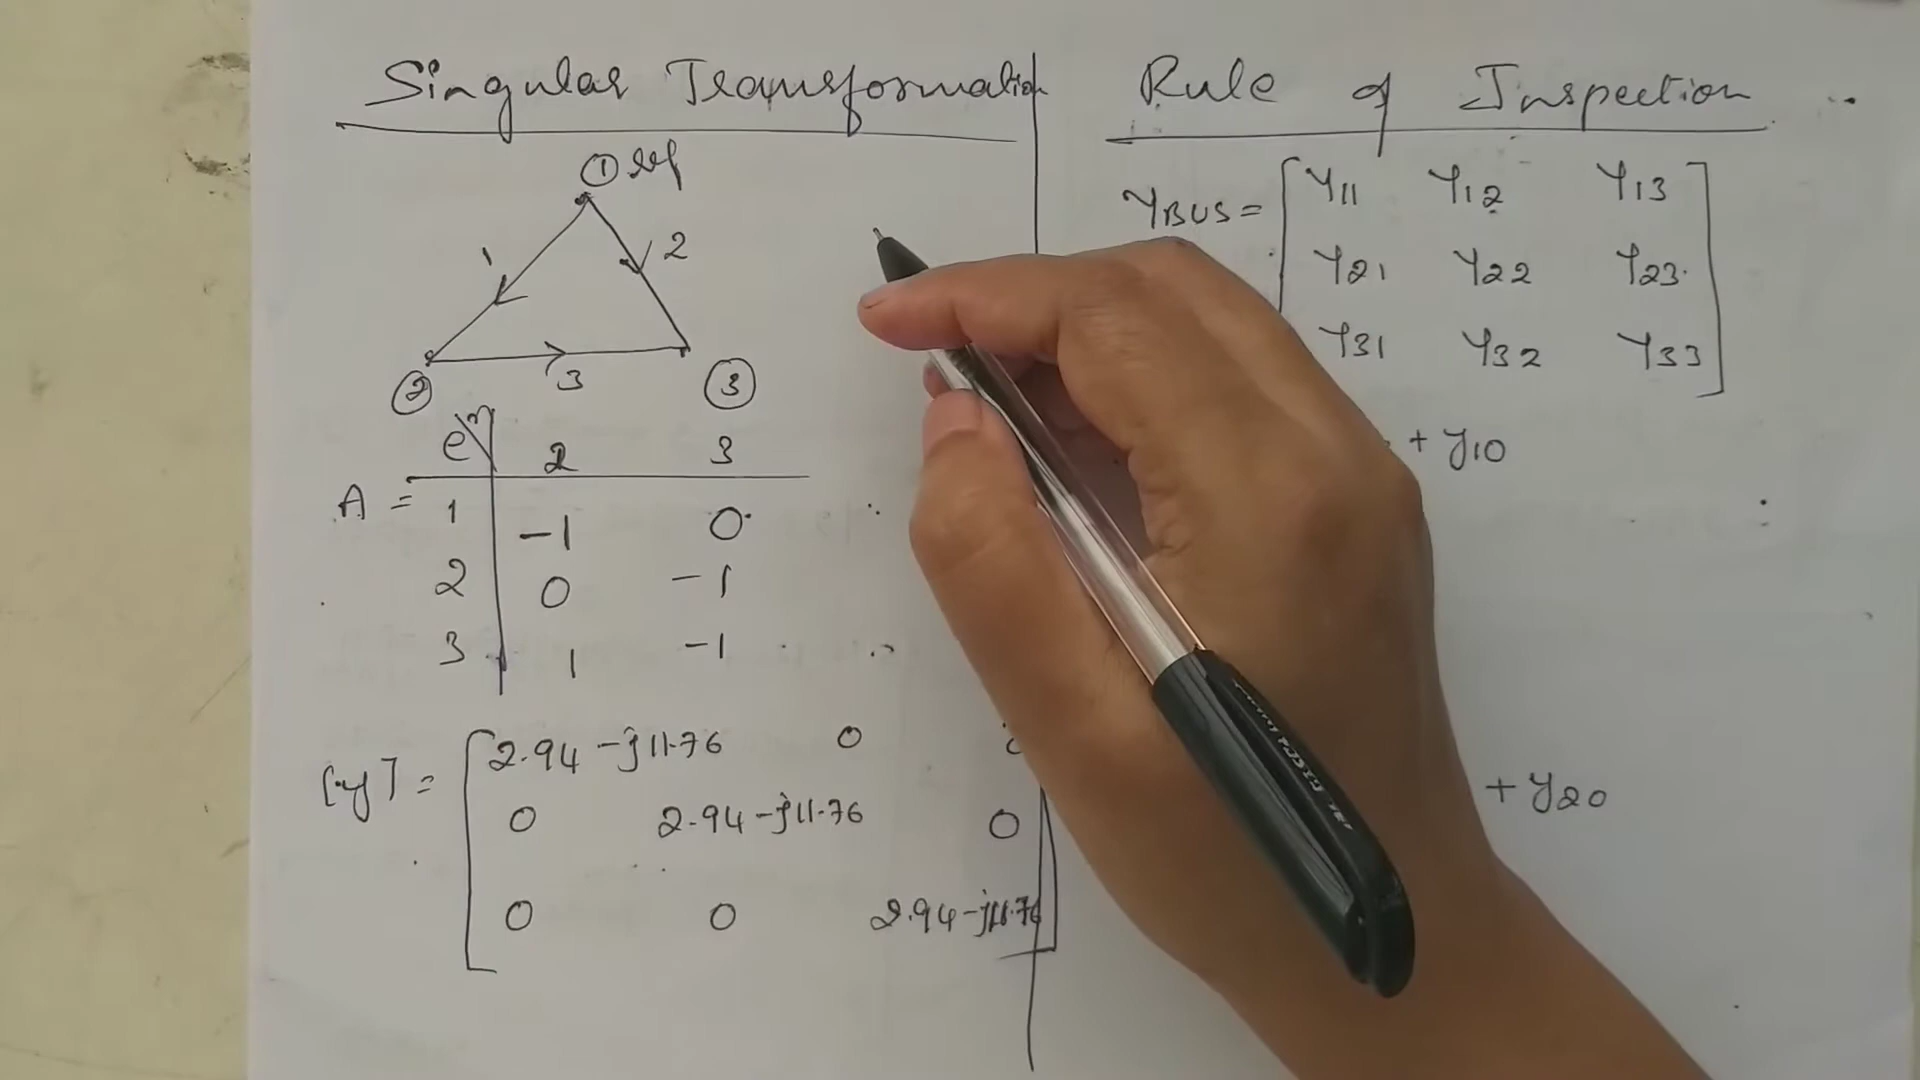 Singular Transformation
① ref
1
2
3
②
③
e n 2 3
A = 1 -1 0
2 0 -1
3 1 -1
[y] = 2.94-j11.76 0
0 2.94-j11.76 0
0 0 2.94-j11.76
Rule of Inspection
YBUS = Y11 Y12 Y13
Y21 Y22 Y23
Y31 Y32 Y33
+ y10
+ y20